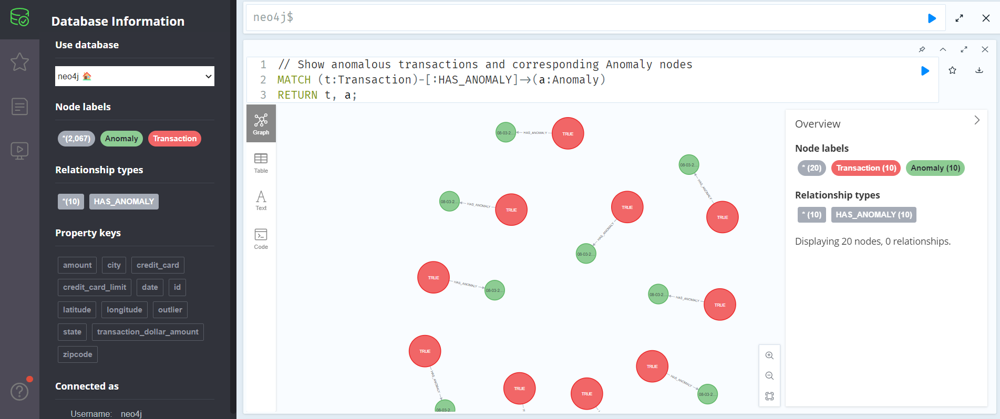 Database Information
Use database
neo4j
Node labels
*(2,067) Anomaly Transaction
Relationship types
*(10) HAS_ANOMALY
Property keys
amount city credit_card
credit_card_limit date id
latitude longitude outlier
state transaction_dollar_amount
zipcode
Connected as
Username: neo4j
neo4j$
1 // Show anomalous transactions and corresponding Anomaly nodes
2 MATCH (t:Transaction)-[:HAS_ANOMALY]->(a:Anomaly)
3 RETURN t, a;
Graph
Table
Text
Code
08-03-2... HAS_ANOMALY TRUE
08-03-2...
HAS_ANOMALY
TRUE
08-03-2... HAS_ANOMALY TRUE
TRUE
HAS_ANOMALY
08-03-2...
TRUE HAS_ANOMALY 08-03-2...
08-03-2... HAS_ANOMALY TRUE
TRUE
HAS_ANOMALY
08-03-2...
TRUE
TRUE
TRUE
HAS_ANOMALY
08-03-2...
Overview
Node labels
* (20) Transaction (10) Anomaly (10)
Relationship types
* (10) HAS_ANOMALY (10)
Displaying 20 nodes, 0 relationships.